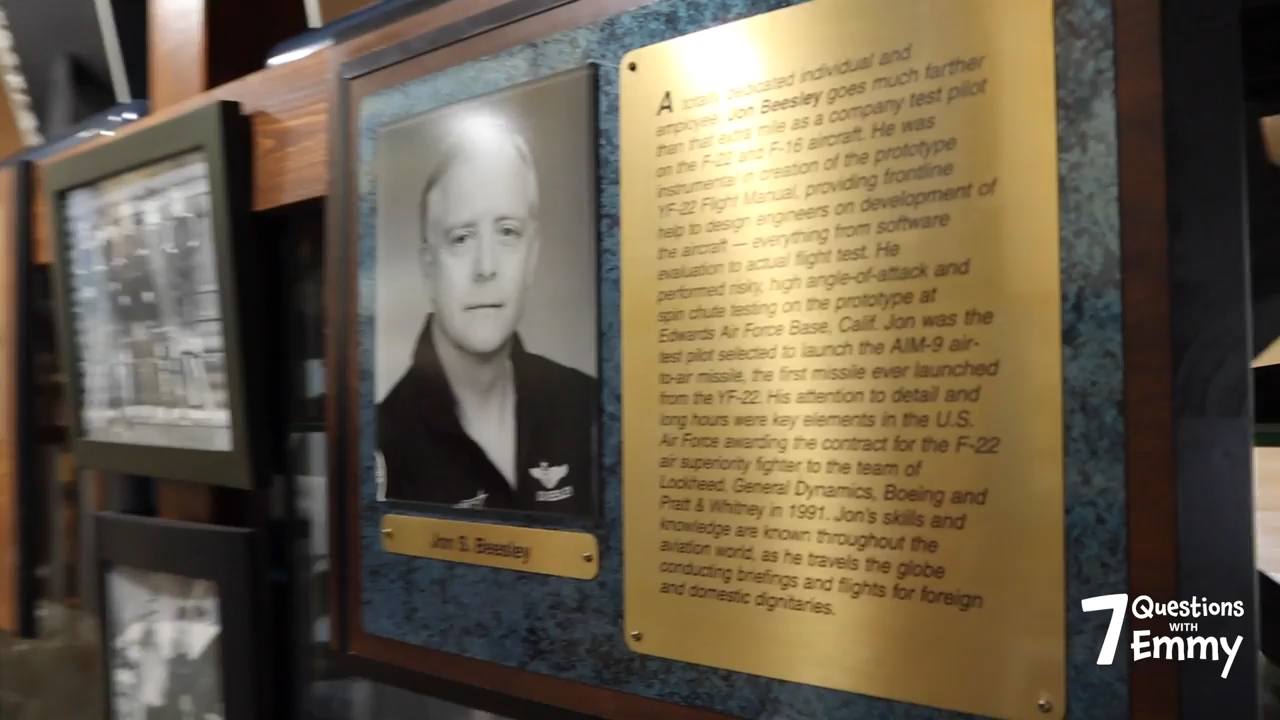 A totally dedicated individual and
employee, Jon Beesley goes much farther
than that extra mile as a company test pilot
on the F-22 and F-16 aircraft. He was
instrumental in creation of the prototype
YF-22 Flight Manual, providing frontline
help to design engineers on development of
the aircraft — everything from software
evaluation to actual flight test. He
performed risky, high angle-of-attack and
spin chute testing on the prototype at
Edwards Air Force Base, Calif. Jon was the
test pilot selected to launch the AIM-9 air-
to-air missile, the first missile ever launched
from the YF-22. His attention to detail and
long hours were key elements in the U.S.
Air Force awarding the contract for the F-22
air superiority fighter to the team of
Lockheed, General Dynamics, Boeing and
Pratt & Whitney in 1991. Jon's skills and
knowledge are known throughout the
aviation world, as he travels the globe
conducting briefings and flights for foreign
and domestic dignitaries.
Jon S. Beesley
7 Questions
WITH
Emmy